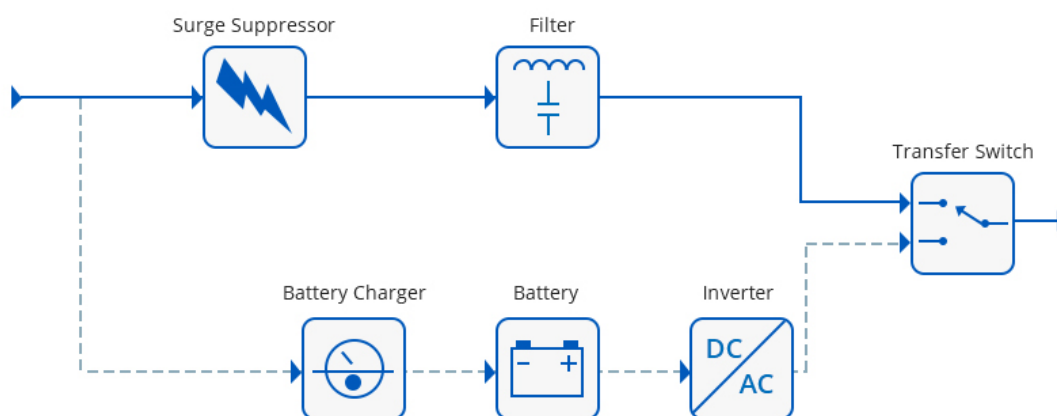 Surge Suppressor
Filter
Transfer Switch
Battery Charger
Battery
Inverter
DC
AC